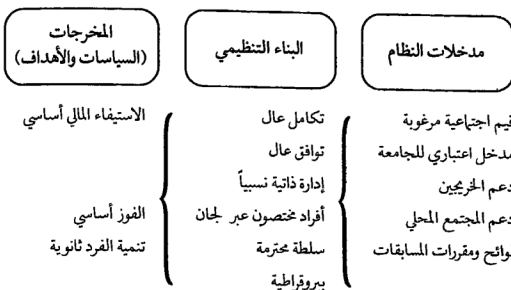 مدخلات النظام
البناء التنظيمي
المخرجات
(السياسات والأهداف)
قيم اجتماعية مرغوبة
مدخل اعتباري للجامعة
دعم الخريجين
دعم المجتمع المحلي
لوائح ومقررات المسابقات
تكامل عال
توافق عال
إدارة ذاتية نسبياً
أفراد مختصون عبر لجان
سلطة محترمة
بيروقراطية
الاستيفاء المالي أساسي
الفوز أساسي
تنمية الفرد ثانوية